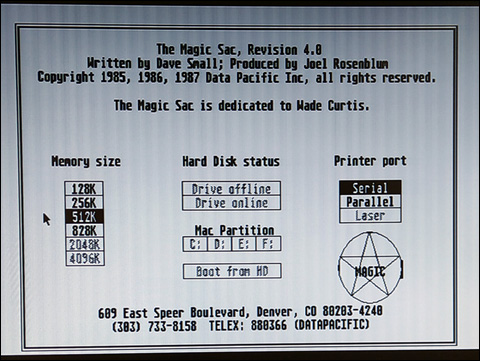 The Magic Sac, Revision 4.0
Written by Dave Small; Produced by Joel Rosenblum
Copyright 1985, 1986, 1987 Data Pacific Inc, all rights reserved.
The Magic Sac is dedicated to Wade Curtis.
Memory size Hard Disk status Printer port
128K Drive offline Serial
256K Drive online Parallel
512K Laser
828K Mac Partition
2048K C: D: E: F:
4096K Boot from HD MAGIC
609 East Speer Boulevard, Denver, CO 80203-4240
(303) 733-8158 TELEX: 880366 (DATAPACIFIC)